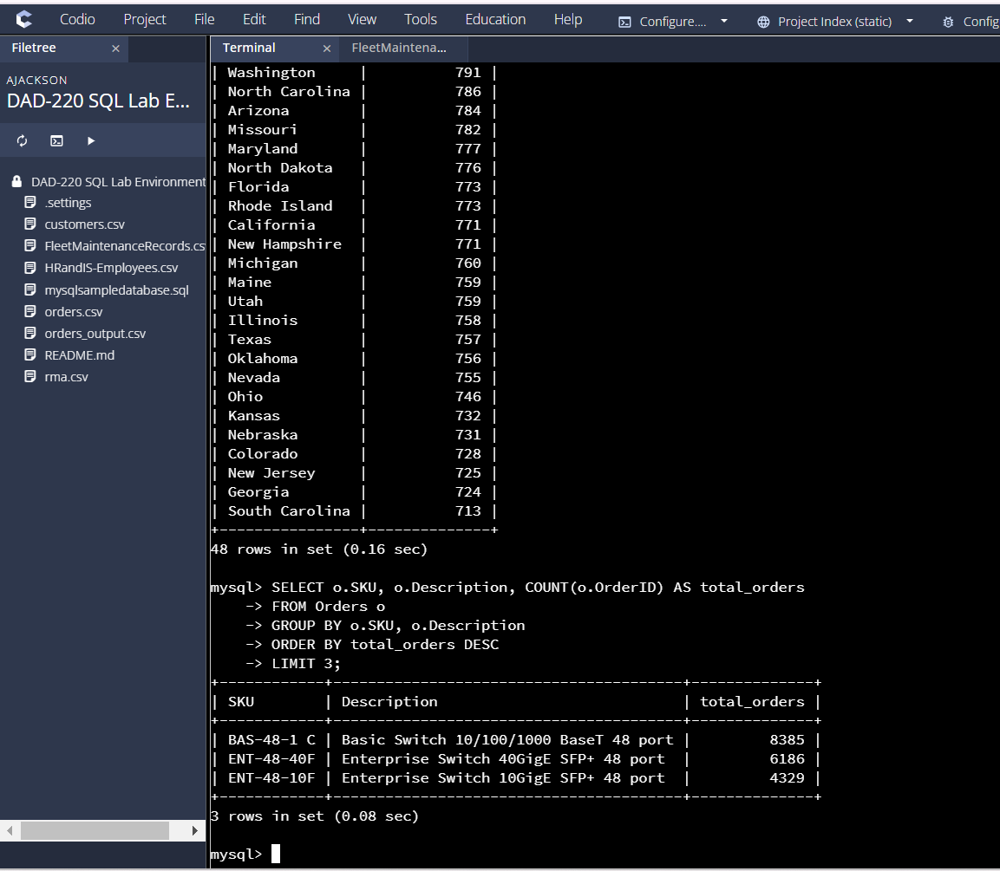 Codio Project File Edit Find View Tools Education Help Configure.... Project Index (static) Config
Filetree × Terminal × FleetMaintena...
AJACKSON
DAD-220 SQL Lab E...
DAD-220 SQL Lab Environment
.settings
customers.csv
FleetMaintenanceRecords.cs
HRandIS-Employees.csv
mysqlsampledatabase.sql
orders.csv
orders_output.csv
README.md
rma.csv
| Washington | 791 |
| North Carolina | 786 |
| Arizona | 784 |
| Missouri | 782 |
| Maryland | 777 |
| North Dakota | 776 |
| Florida | 773 |
| Rhode Island | 773 |
| California | 771 |
| New Hampshire | 771 |
| Michigan | 760 |
| Maine | 759 |
| Utah | 759 |
| Illinois | 758 |
| Texas | 757 |
| Oklahoma | 756 |
| Nevada | 755 |
| Ohio | 746 |
| Kansas | 732 |
| Nebraska | 731 |
| Colorado | 728 |
| New Jersey | 725 |
| Georgia | 724 |
| South Carolina | 713 |
+----------------+--------------+
48 rows in set (0.16 sec)
mysql> SELECT o.SKU, o.Description, COUNT(o.OrderID) AS total_orders
-> FROM Orders o
-> GROUP BY o.SKU, o.Description
-> ORDER BY total_orders DESC
-> LIMIT 3;
+------------+----------------------------------------+--------------+
| SKU | Description | total_orders |
+------------+----------------------------------------+--------------+
| BAS-48-1 C | Basic Switch 10/100/1000 BaseT 48 port | 8385 |
| ENT-48-40F | Enterprise Switch 40GigE SFP+ 48 port | 6186 |
| ENT-48-10F | Enterprise Switch 10GigE SFP+ 48 port | 4329 |
+------------+----------------------------------------+--------------+
3 rows in set (0.08 sec)
mysql>